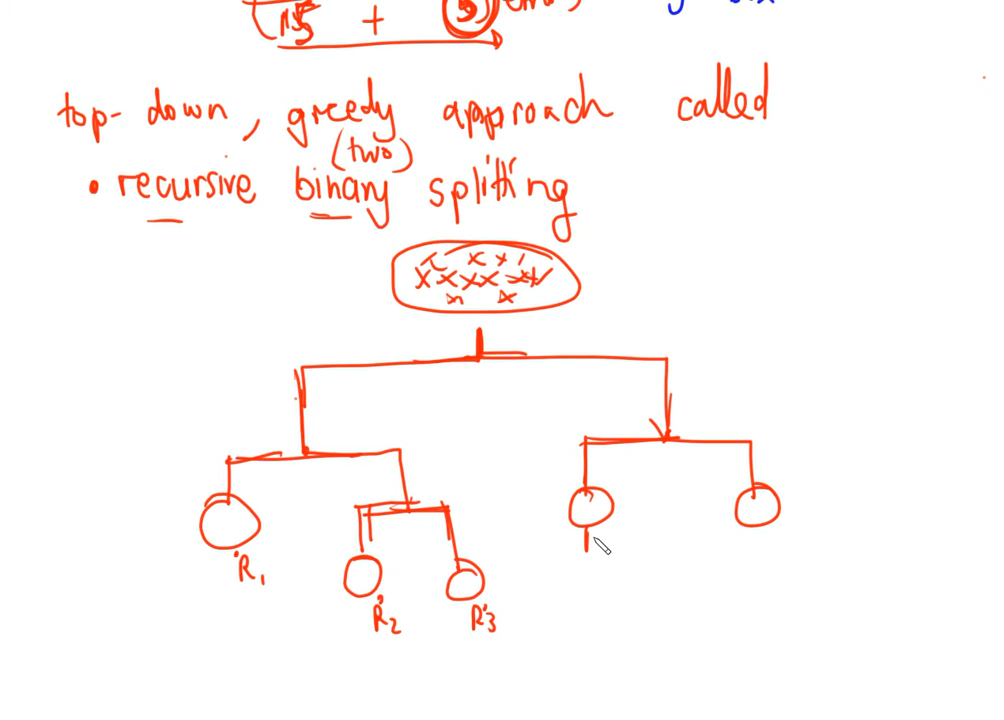 +
top-down, greedy approach called
(two)
• recursive binary splitting
R1
R2
R3